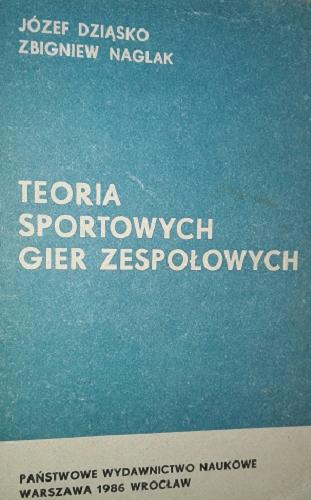 JÓZEF DZIĄSKO
ZBIGNIEW NAGLAK
TEORIA
SPORTOWYCH
GIER ZESPOŁOWYCH
PAŃSTWOWE WYDAWNICTWO NAUKOWE
WARSZAWA 1986 WROCŁAW